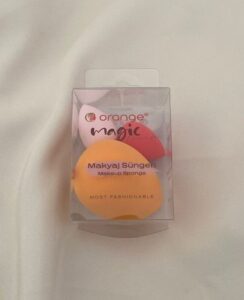 orange
magic
Makyaj Süngeri
Makeup Sponge
MOST FASHIONABLE